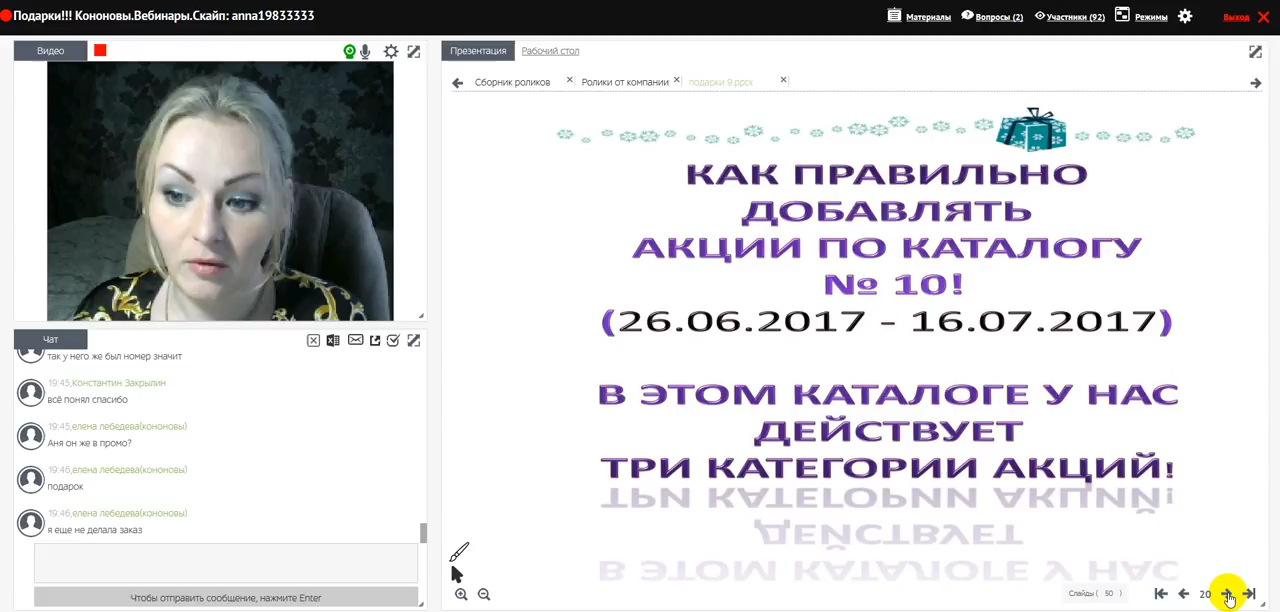 Подарки!!! Кононовы.Вебинары.Скайп: anna19833333
Материалы
Вопросы (2)
Участники (92)
Режимы
Выход
Видео
Презентация
Рабочий стол
Сборник роликов
Ролики от компании
подарки 9.ppcx
КАК ПРАВИЛЬНО
ДОБАВЛЯТЬ
АКЦИИ ПО КАТАЛОГУ
№ 10!
(26.06.2017 - 16.07.2017)
В ЭТОМ КАТАЛОГЕ У НАС
ДЕЙСТВУЕТ
ТРИ КАТЕГОРИИ АКЦИЙ!
Чат
так у него же был номер значит
19:45,Константин Закрылин
всё понял спасибо
19:45,елена лебедева(кононовы)
Аня он же в промо?
19:46,елена лебедева(кононовы)
подарок
19:46,елена лебедева(кононовы)
я еще не делала заказ
Чтобы отправить сообщение, нажмите Enter
Слайды ( 50 )
20